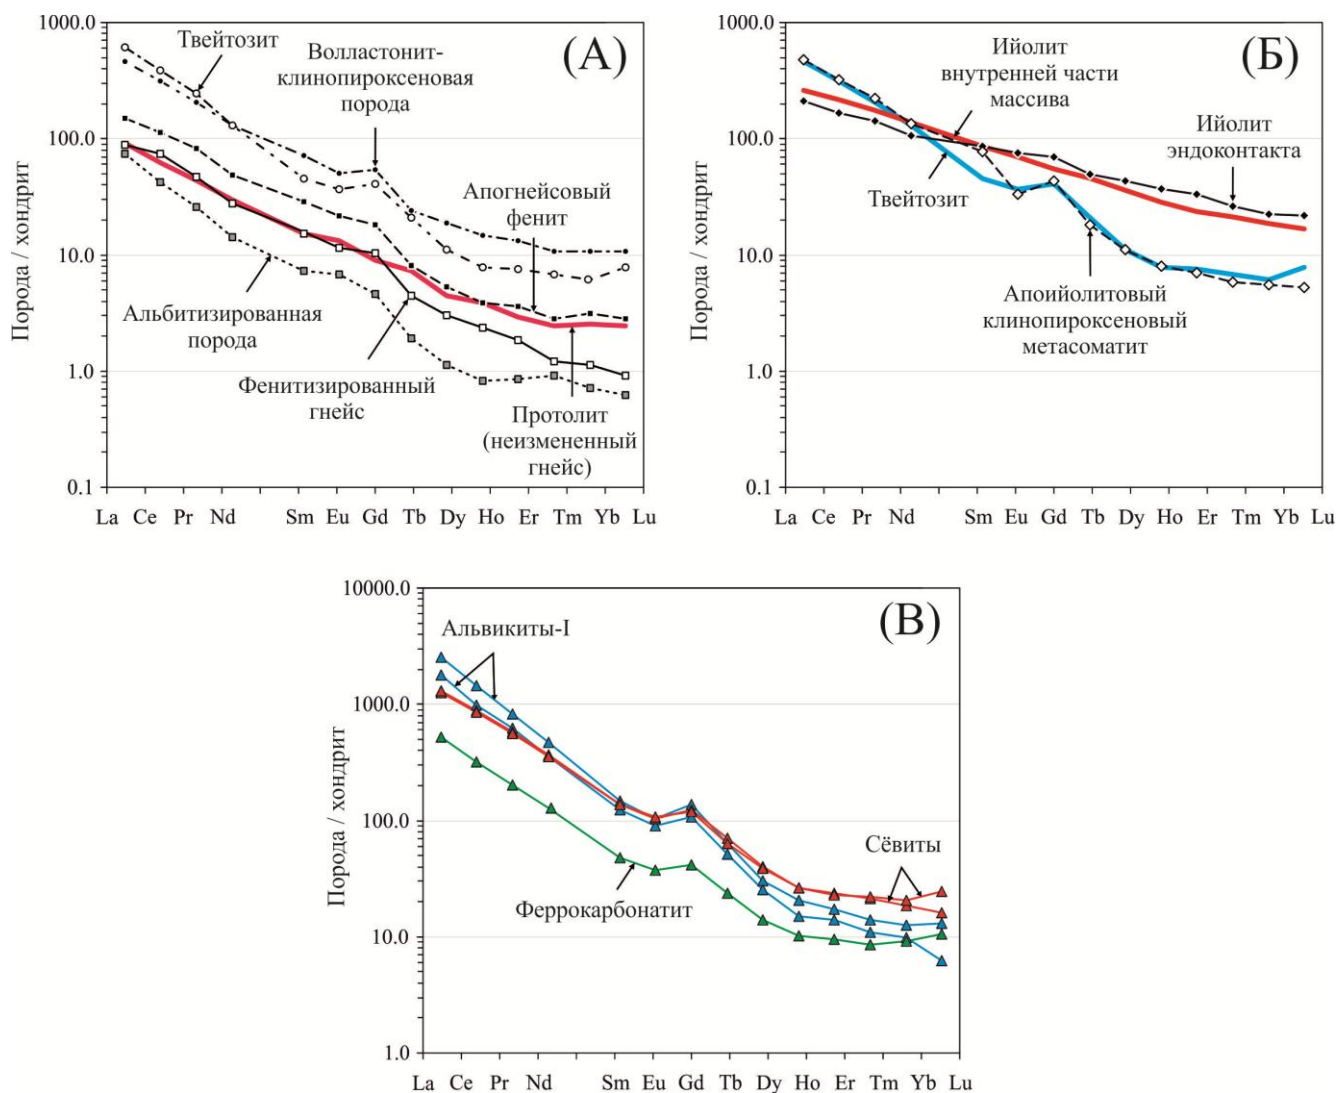 (А)
Порода / хондрит
1000.0
100.0
10.0
1.0
0.1
Твейтозит
Волластонит-
клинопироксеновая
порода
Апогнейсовый
фенит
Альбитизированная
порода
Фенитизированный
гнейс
Протолит
(неизмененный
гнейс)
La Ce Pr Nd Sm Eu Gd Tb Dy Ho Er Tm Yb Lu
(Б)
Порода / хондрит
1000.0
100.0
10.0
1.0
0.1
Ийолит
внутренней части
массива
Ийолит
эндоконтакта
Твейтозит
Апоийолитовый
клинопироксеновый
метасоматит
La Ce Pr Nd Sm Eu Gd Tb Dy Ho Er Tm Yb Lu
(В)
Порода / хондрит
10000.0
1000.0
100.0
10.0
1.0
Альвикиты-I
Сёвиты
Феррокарбонатит
La Ce Pr Nd Sm Eu Gd Tb Dy Ho Er Tm Yb Lu